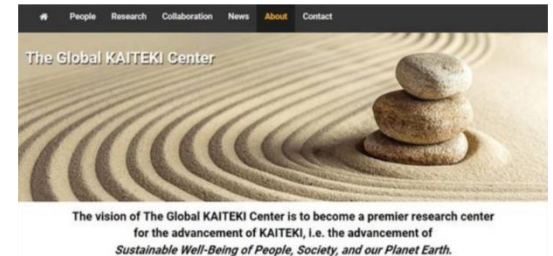 People Research Collaboration News About Contact
The Global KAITEKI Center
The vision of The Global KAITEKI Center is to become a premier research center
for the advancement of KAITEKI, i.e. the advancement of
Sustainable Well-Being of People, Society, and our Planet Earth.